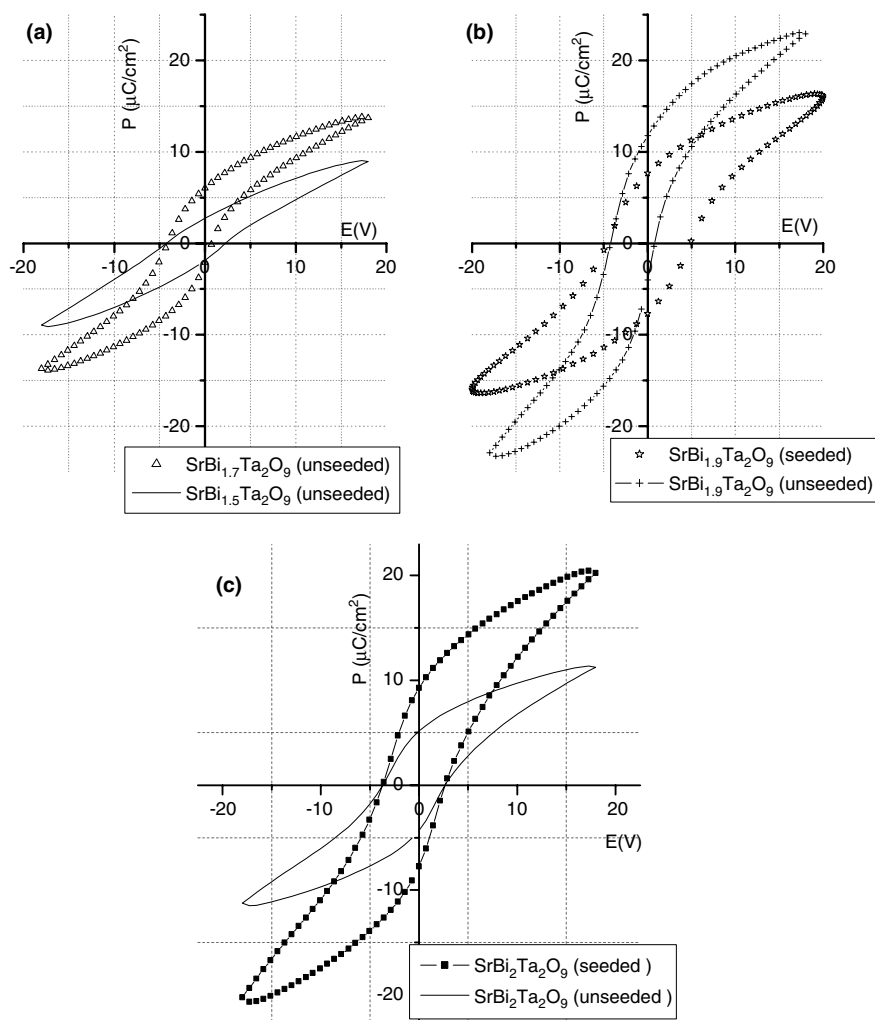 (a)
P (μC/cm²)
20
10
0
-10
-20
-20
-10
0
10
20
E(V)
SrBi₁.₇Ta₂O₉ (unseeded)
SrBi₁.₅Ta₂O₉ (unseeded)
(b)
P (μC/cm²)
20
10
0
-10
-20
-20
-10
0
10
20
E(V)
SrBi₁.₉Ta₂O₉ (seeded)
SrBi₁.₉Ta₂O₉ (unseeded)
(c)
P (μC/cm²)
20
10
0
-10
-20
-20
-10
0
10
20
E(V)
SrBi₂Ta₂O₉ (seeded )
SrBi₂Ta₂O₉ (unseeded )